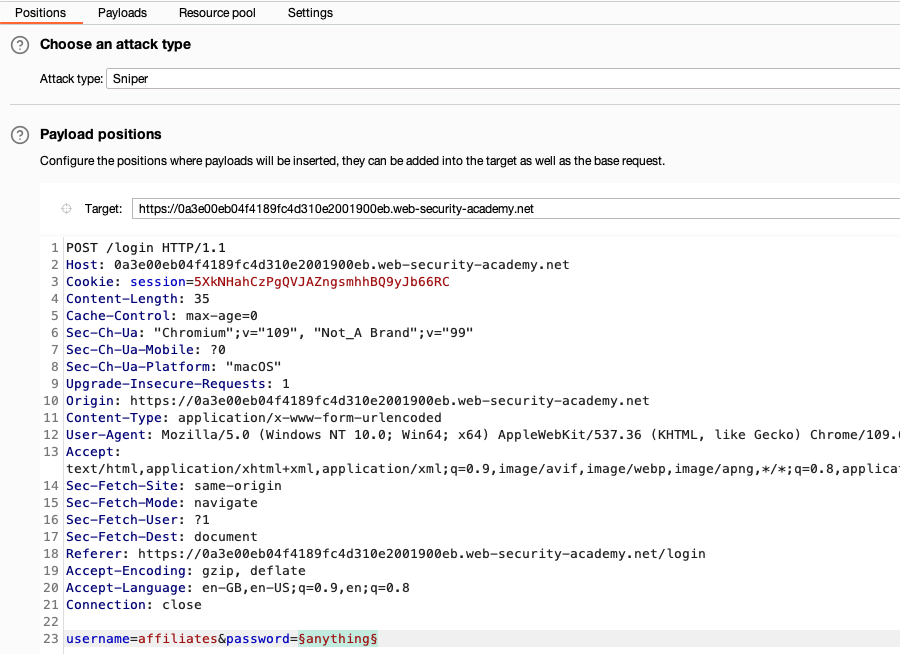 Positions Payloads Resource pool Settings
? Choose an attack type
Attack type: Sniper
? Payload positions
Configure the positions where payloads will be inserted, they can be added into the target as well as the base request.
Target: https://0a3e00eb04f4189fc4d310e2001900eb.web-security-academy.net
1 POST /login HTTP/1.1
2 Host: 0a3e00eb04f4189fc4d310e2001900eb.web-security-academy.net
3 Cookie: session=5XkNHahCzPgQVJAZngsmhhBQ9yJb66RC
4 Content-Length: 35
5 Cache-Control: max-age=0
6 Sec-Ch-Ua: "Chromium";v="109", "Not_A Brand";v="99"
7 Sec-Ch-Ua-Mobile: ?0
8 Sec-Ch-Ua-Platform: "macOS"
9 Upgrade-Insecure-Requests: 1
10 Origin: https://0a3e00eb04f4189fc4d310e2001900eb.web-security-academy.net
11 Content-Type: application/x-www-form-urlencoded
12 User-Agent: Mozilla/5.0 (Windows NT 10.0; Win64; x64) AppleWebKit/537.36 (KHTML, like Gecko) Chrome/109.
13 Accept:
text/html,application/xhtml+xml,application/xml;q=0.9,image/avif,image/webp,image/apng,*/*;q=0.8,applica
14 Sec-Fetch-Site: same-origin
15 Sec-Fetch-Mode: navigate
16 Sec-Fetch-User: ?1
17 Sec-Fetch-Dest: document
18 Referer: https://0a3e00eb04f4189fc4d310e2001900eb.web-security-academy.net/login
19 Accept-Encoding: gzip, deflate
20 Accept-Language: en-GB,en-US;q=0.9,en;q=0.8
21 Connection: close
22
23 username=affiliates&password=§anything§